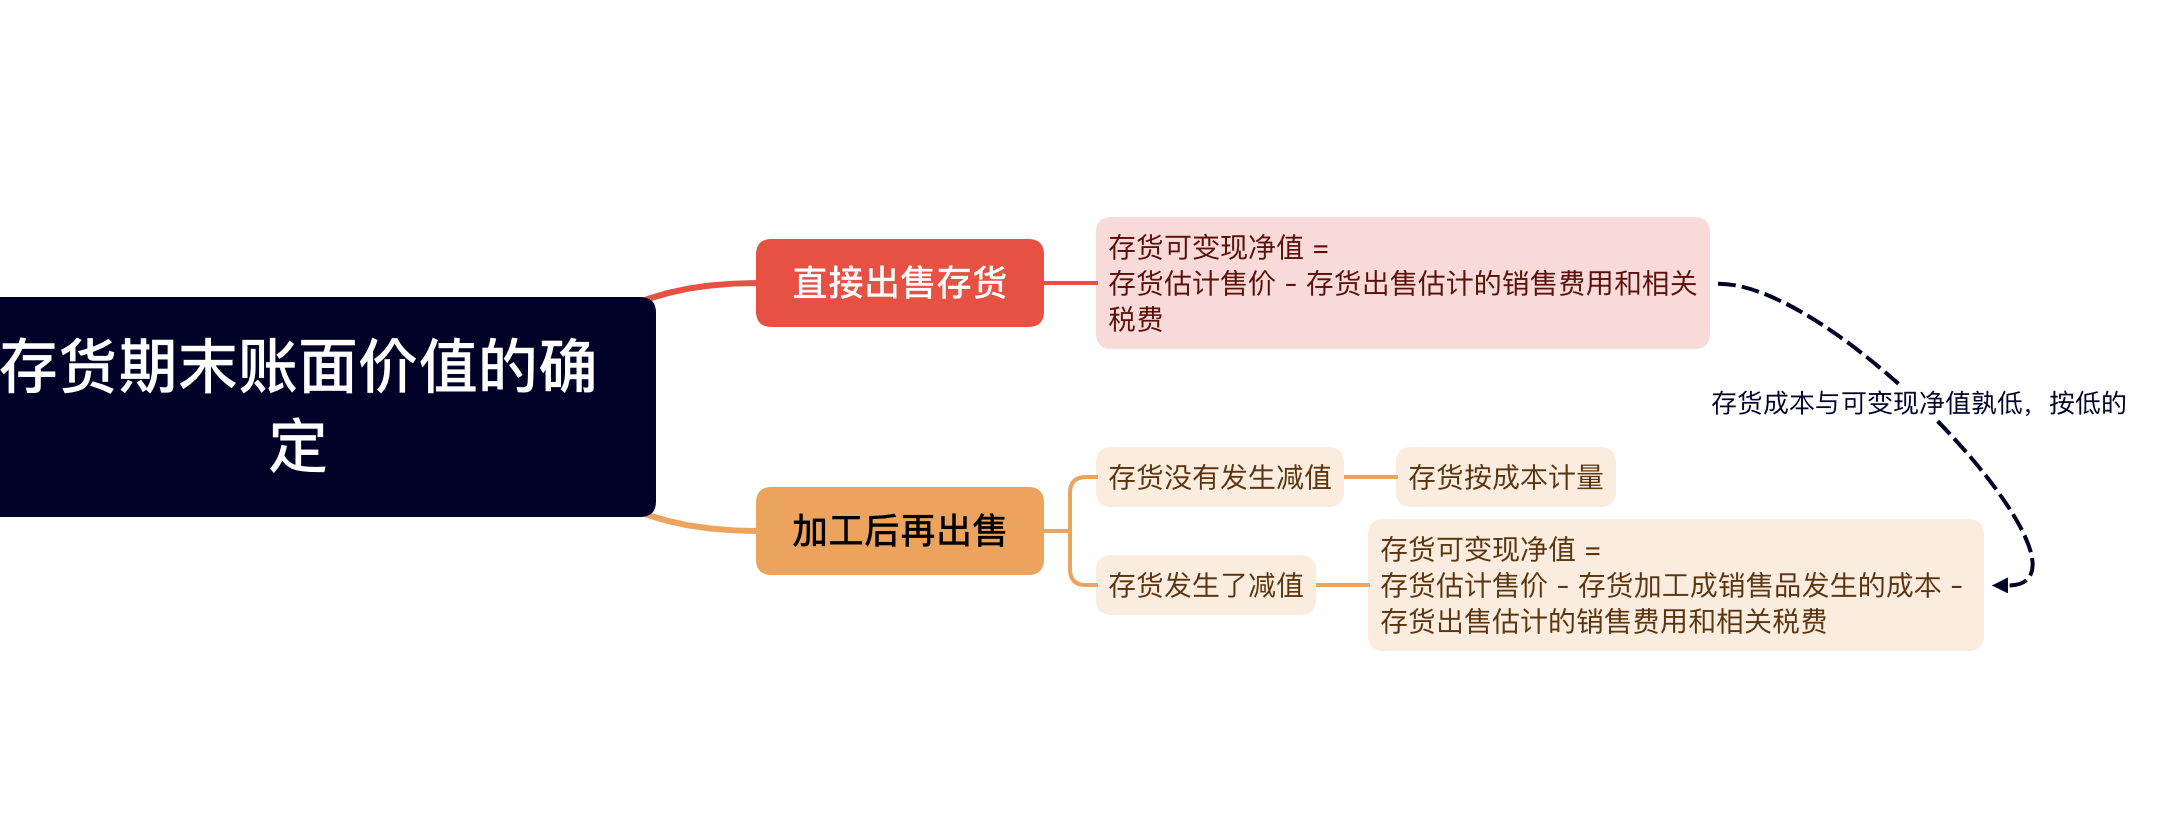 存货期末账面价值的确
定
直接出售存货
存货可变现净值 =
存货估计售价 - 存货出售估计的销售费用和相关
税费
存货成本与可变现净值孰低，按低的
加工后再出售
存货没有发生减值
存货按成本计量
存货发生了减值
存货可变现净值 =
存货估计售价 - 存货加工成销售品发生的成本 -
存货出售估计的销售费用和相关税费